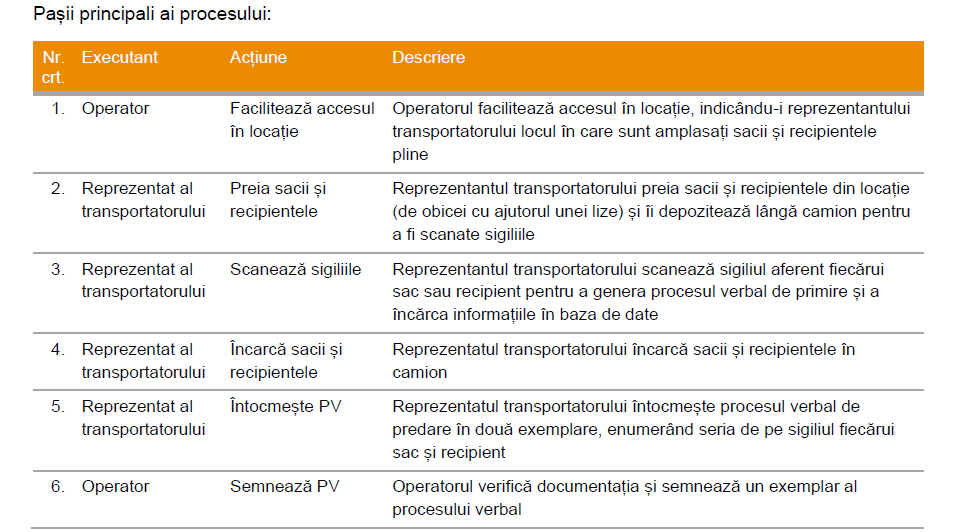 Pașii principali ai procesului:
Nr. crt. Executant Acțiune Descriere
1. Operator Facilitează accesul în locație Operatorul facilitează accesul în locație, indicându-i reprezentantului
transportatorului locul în care sunt amplasați sacii și recipientele
pline
2. Reprezentat al transportatorului Preia sacii și recipientele Reprezentantul transportatorului preia sacii și recipientele din locație
(de obicei cu ajutorul unei lize) și îi depozitează lângă camion pentru
a fi scanate sigiliile
3. Reprezentat al transportatorului Scanează sigiliile Reprezentantul transportatorului scanează sigiliul aferent fiecărui
sac sau recipient pentru a genera procesul verbal de primire și a
încărca informațiile în baza de date
4. Reprezentat al transportatorului Încarcă sacii și recipientele Reprezentatul transportatorului încarcă sacii și recipientele în
camion
5. Reprezentat al transportatorului Întocmește PV Reprezentatul transportatorului întocmește procesul verbal de
predare în două exemplare, enumerând seria de pe sigiliul fiecărui
sac și recipient
6. Operator Semnează PV Operatorul verifică documentația și semnează un exemplar al
procesului verbal